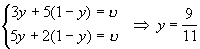 3y + 5(1 − y) = υ
5y + 2(1 − y) = υ ⇒ y = 9/11